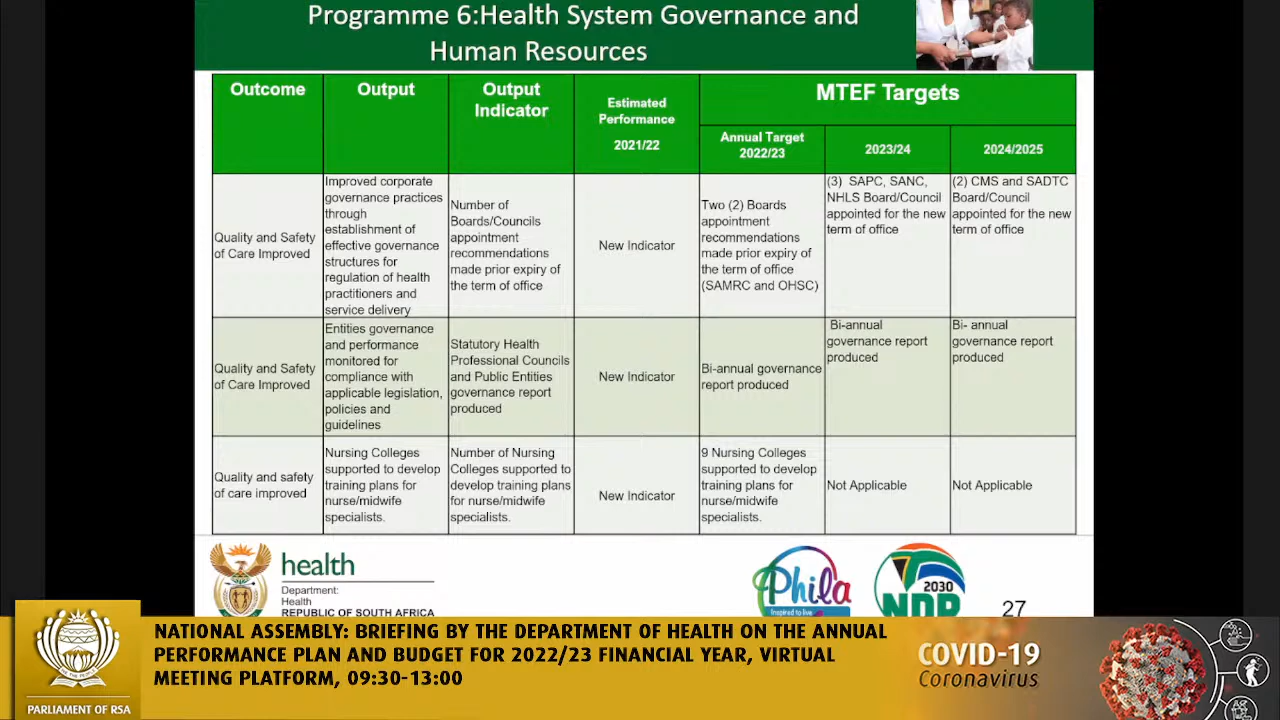 Programme 6:Health System Governance and
Human Resources
Outcome
Output
Output
Indicator
Estimated
Performance
2021/22
MTEF Targets
Annual Target
2022/23
2023/24
2024/2025
Quality and Safety
of Care Improved
Improved corporate
governance practices
through
establishment of
effective governance
structures for
regulation of health
practitioners and
service delivery
Number of
Boards/Councils
appointment
recommendations
made prior expiry of
the term of office
New Indicator
Two (2) Boards
appointment
recommendations
made prior expiry of
the term of office
(SAMRC and OHSC)
(3) SAPC, SANC,
NHLS Board/Council
appointed for the new
term of office
(2) CMS and SADTC
Board/Council
appointed for the new
term of office
Quality and Safety
of Care Improved
Entities governance
and performance
monitored for
compliance with
applicable legislation,
policies and
guidelines
Statutory Health
Professional Councils
and Public Entities
governance report
produced
New Indicator
Bi-annual governance
report produced
Bi-annual
governance report
produced
Bi- annual
governance report
produced
Quality and safety
of care improved
Nursing Colleges
supported to develop
training plans for
nurse/midwife
specialists.
Number of Nursing
Colleges supported to
develop training plans
for nurse/midwife
specialists.
New Indicator
9 Nursing Colleges
supported to develop
training plans for
nurse/midwife
specialists.
Not Applicable
Not Applicable
health
Department:
Health
REPUBLIC OF SOUTH AFRICA
Phila
Inspired to live
2030
NDP
27
PARLIAMENT OF RSA
NATIONAL ASSEMBLY: BRIEFING BY THE DEPARTMENT OF HEALTH ON THE ANNUAL
PERFORMANCE PLAN AND BUDGET FOR 2022/23 FINANCIAL YEAR, VIRTUAL
MEETING PLATFORM, 09:30-13:00
COVID-19
Coronavirus